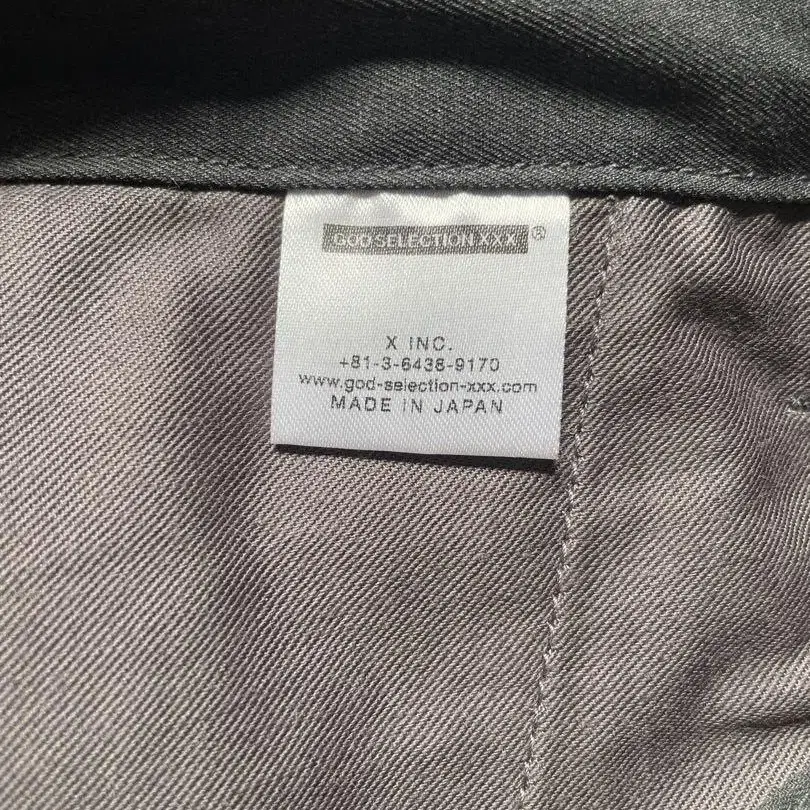 GOD SELECTION XXX ®
X INC.
+81-3-6438-9170
www.god-selection-xxx.com
MADE IN JAPAN